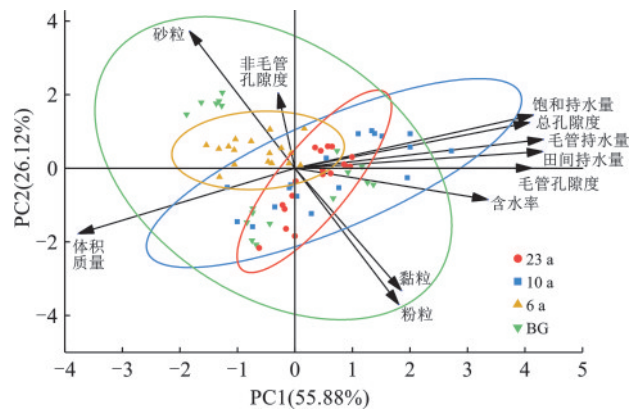 4
2
0
−2
−4
PC2(26.12%)
砂粒
非毛管
孔隙度
饱和持水量
总孔隙度
毛管持水量
田间持水量
毛管孔隙度
含水率
体积
质量
黏粒
粉粒
23 a
10 a
6 a
BG
−4 −3 −2 −1 0 1 2 3 4 5
PC1(55.88%)